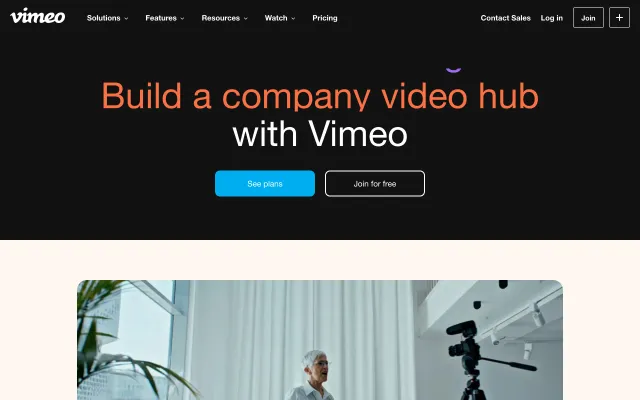 vimeo
Solutions
Features
Resources
Watch
Pricing
Contact Sales
Log in
Join
Build a company video hub
with Vimeo
See plans
Join for free